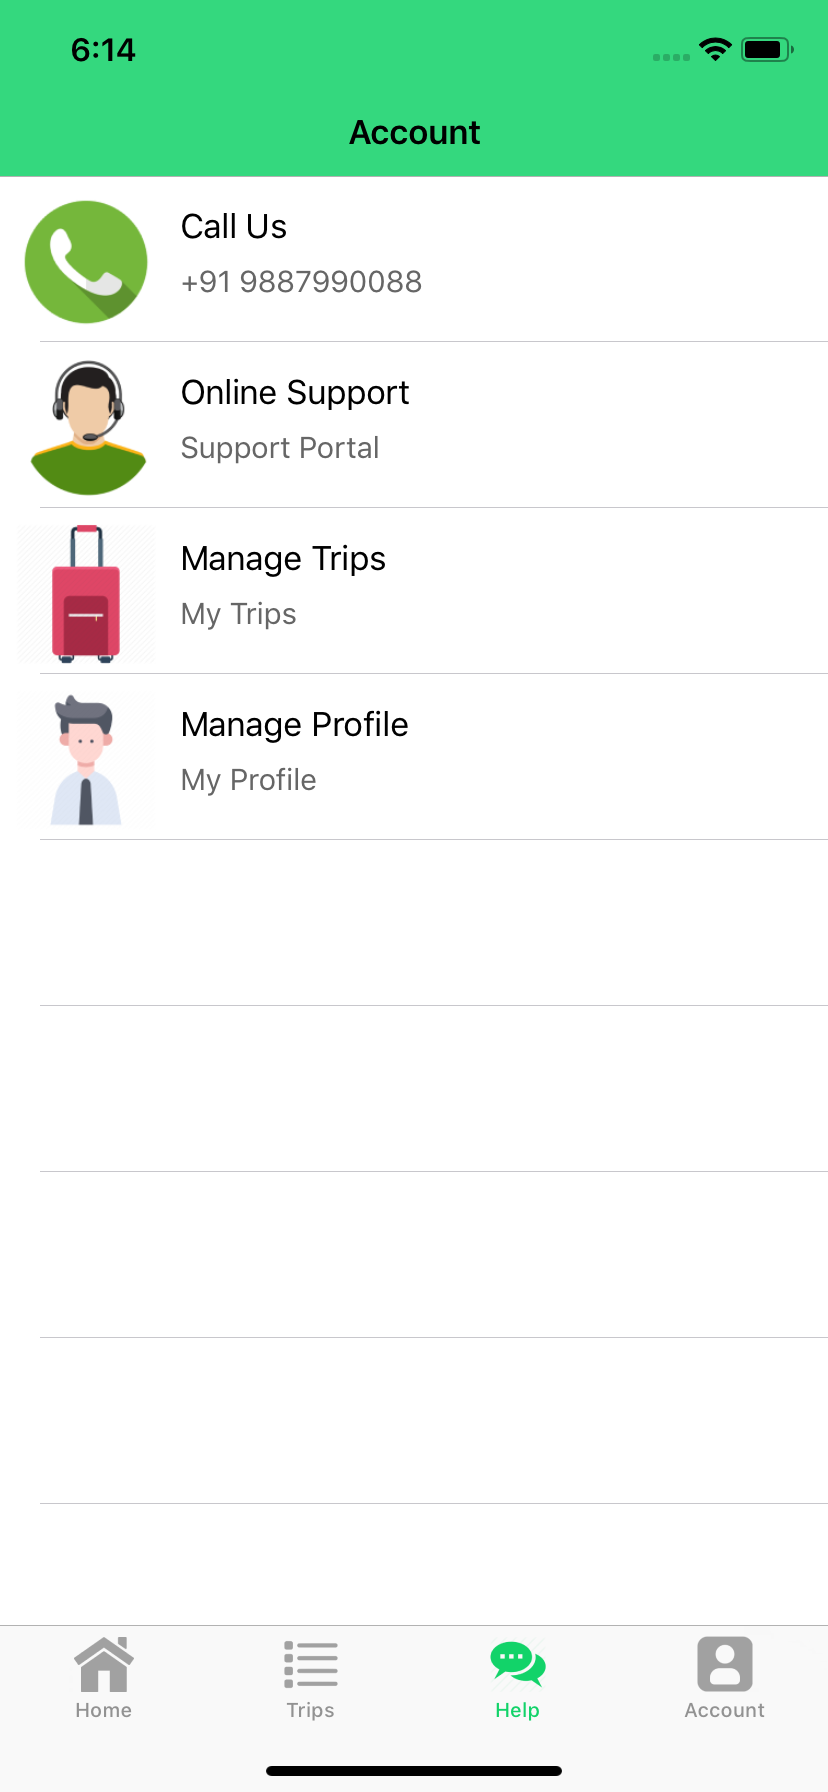 6:14
Account
Call Us
+91 9887990088
Online Support
Support Portal
Manage Trips
My Trips
Manage Profile
My Profile
Home
Trips
Help
Account